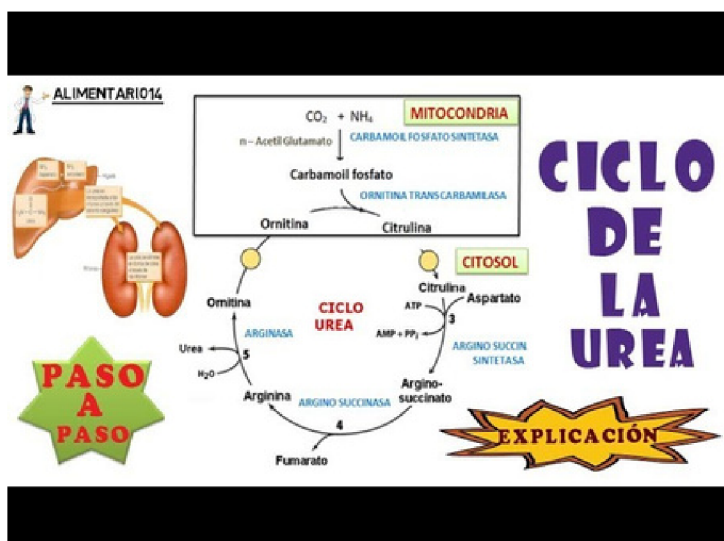 ALIMENTARIO14
CO₂ + NH₄
MITOCONDRIA
n – Acetil Glutamato
CARBAMOIL FOSFATO SINTETASA
Carbamoil fosfato
ORNITINA TRANSCARBAMILASA
Ornitina
Citrulina
CITOSOL
Citrulina
Ornitina
CICLO
UREA
ATP
Aspartato
3
AMP + PPᵢ
ARGINASA
ARGINO SUCCIN
SINTETASA
Urea
5
H₂O
Arginina
ARGINO SUCCINASA
Argino-
succinato
4
Fumarato
CICLO
DE
LA
UREA
PASO
A
PASO
EXPLICACIÓN